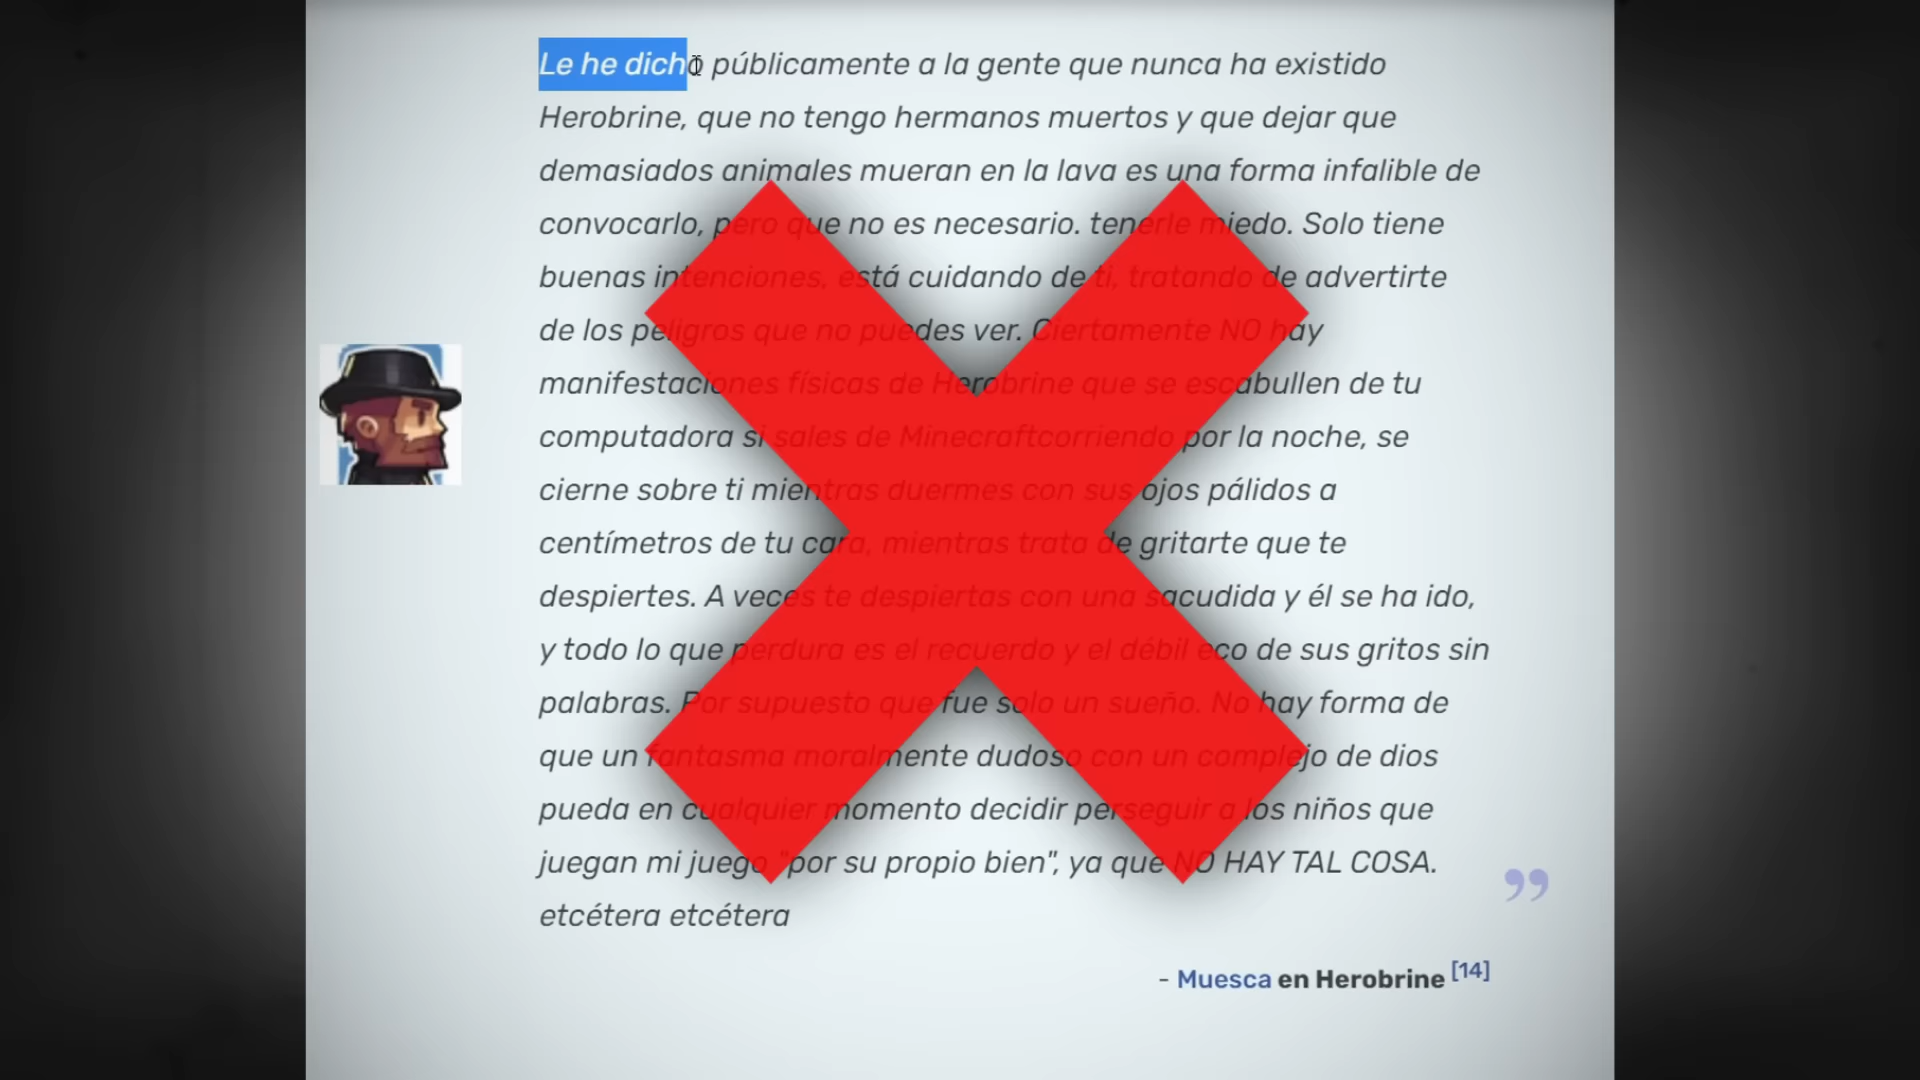 Le he dicho públicamente a la gente que nunca ha existido
Herobrine, que no tengo hermanos muertos y que dejar que
demasiados animales mueran en la lava es una forma infalible de
convocarlo, pero que no es necesario. tenerle miedo. Solo tiene
buenas intenciones, está cuidando de ti, tratando de advertirte
de los peligros que no puedes ver. Ciertamente NO hay
manifestaciones físicas de Herobrine que se escabullen de tu
computadora si sales de Minecraftcorriendo por la noche, se
cierne sobre ti mientras duermes con sus ojos pálidos a
centímetros de tu cara, mientras trata de gritarte que te
despiertes. A veces te despiertas con una sacudida y él se ha ido,
y todo lo que perdura es el recuerdo y el débil eco de sus gritos sin
palabras. Por supuesto que fue solo un sueño. No hay forma de
que un fantasma moralmente dudoso con un complejo de dios
pueda en cualquier momento decidir perseguir a los niños que
juegan mi juego "por su propio bien", ya que NO HAY TAL COSA.
etcétera etcétera
”
- Muesca en Herobrine [14]